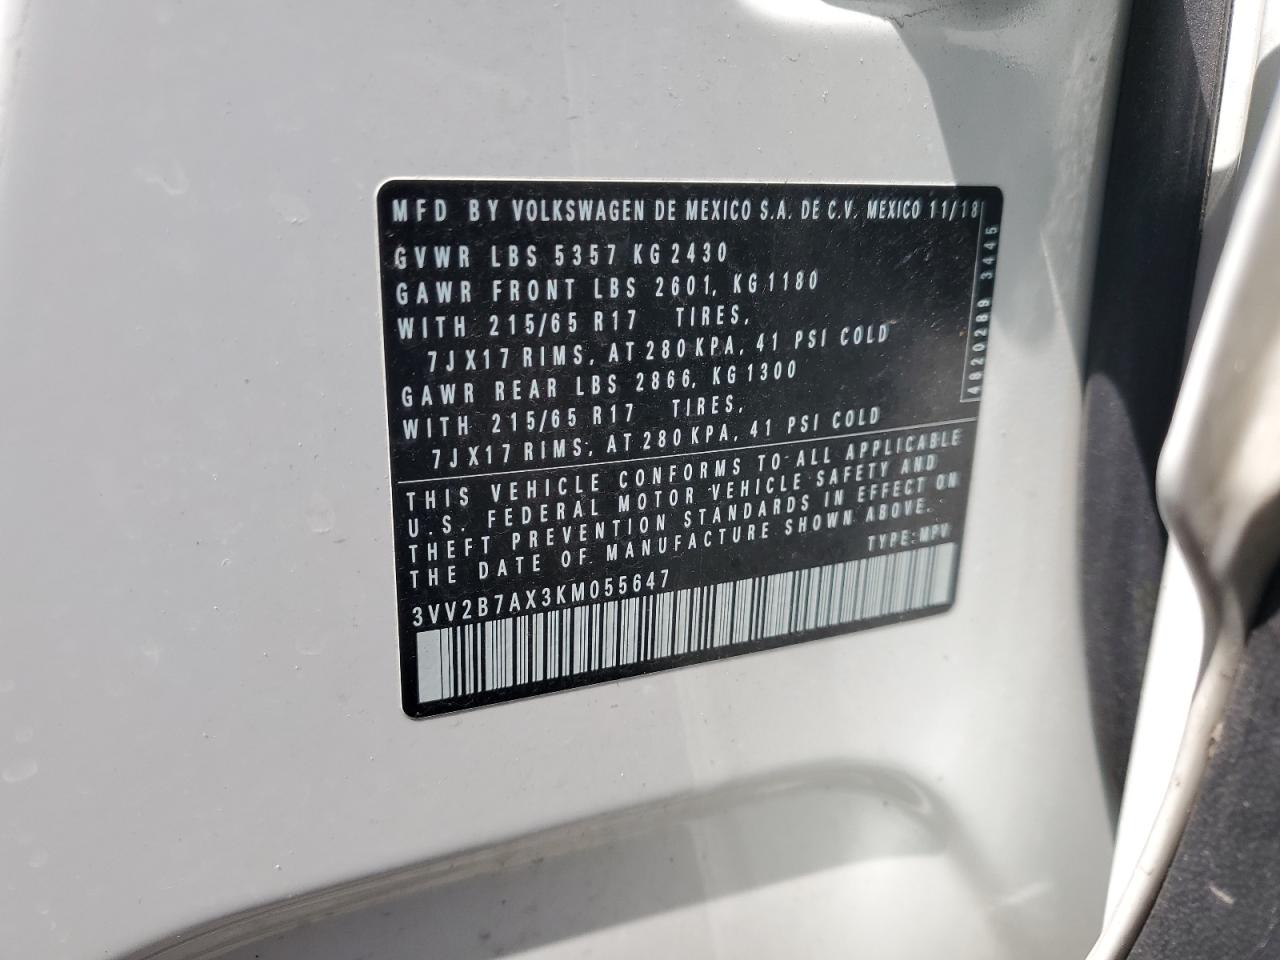 MFD BY VOLKSWAGEN DE MEXICO S.A. DE C.V. MEXICO 11/18
GVWR LBS 5357 KG 2430
GAWR FRONT LBS 2601, KG 1180
WITH 215/65 R17 TIRES,
7JX17 RIMS, AT 280 KPA, 41 PSI COLD
GAWR REAR LBS 2866, KG 1300
WITH 215/65 R17 TIRES,
7JX17 RIMS, AT 280 KPA, 41 PSI COLD
4820289 3445
THIS VEHICLE CONFORMS TO ALL APPLICABLE
U.S. FEDERAL MOTOR VEHICLE SAFETY AND
THEFT PREVENTION STANDARDS IN EFFECT ON
THE DATE OF MANUFACTURE SHOWN ABOVE.
TYPE: MPV
3VV2B7AX3KM055647